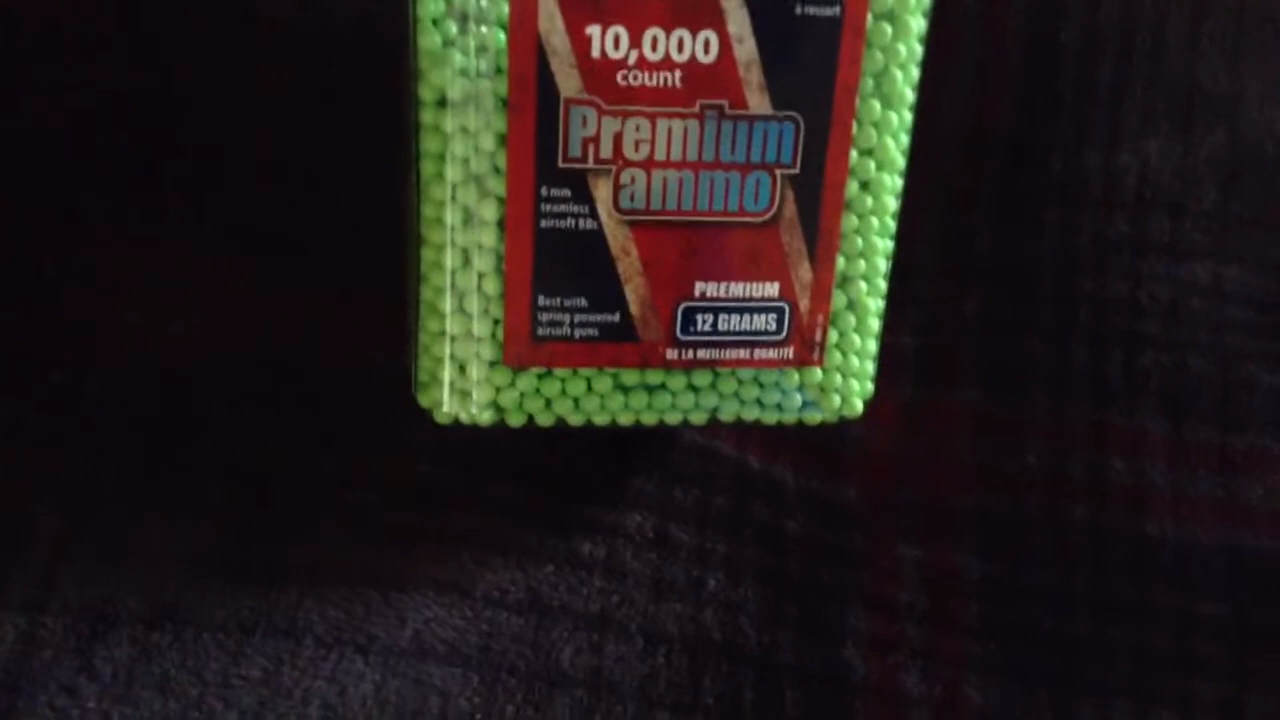 à ressort
10,000
count
Premium
ammo
6 mm
seamless
airsoft BBs
Best with
spring-powered
airsoft guns
PREMIUM
.12 GRAMS
DE LA MEILLEURE QUALITÉ